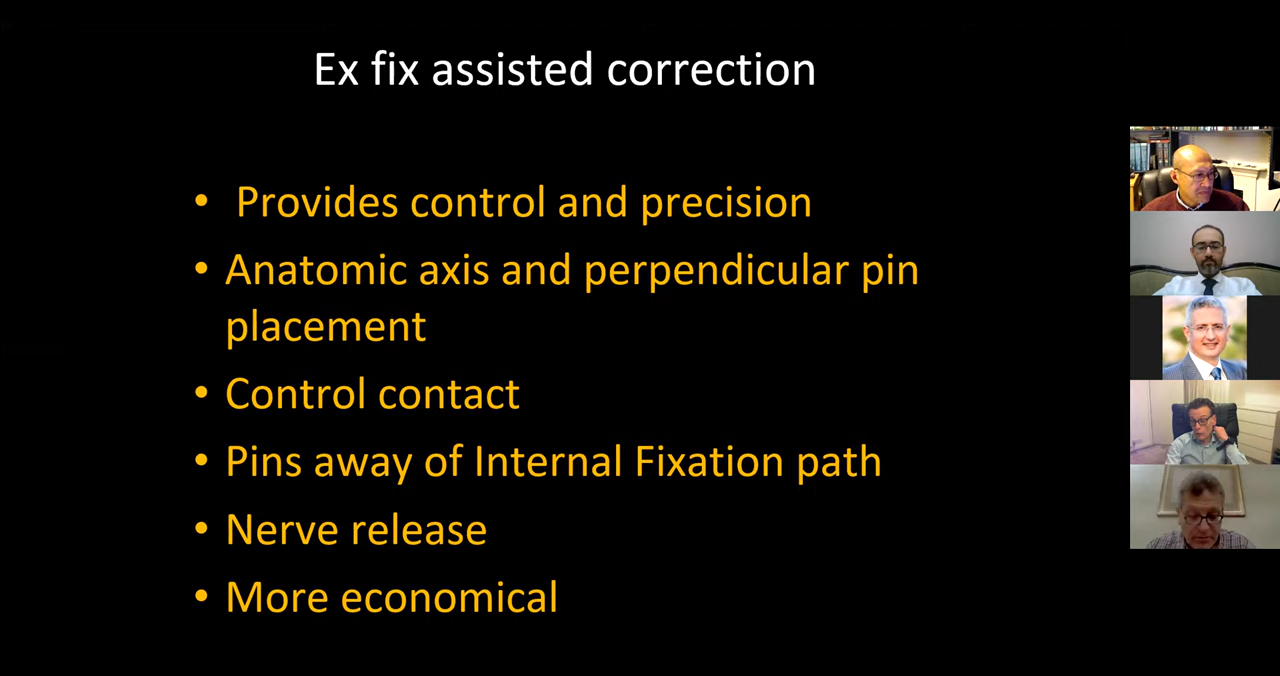 Ex fix assisted correction
• Provides control and precision
• Anatomic axis and perpendicular pin
placement
• Control contact
• Pins away of Internal Fixation path
• Nerve release
• More economical